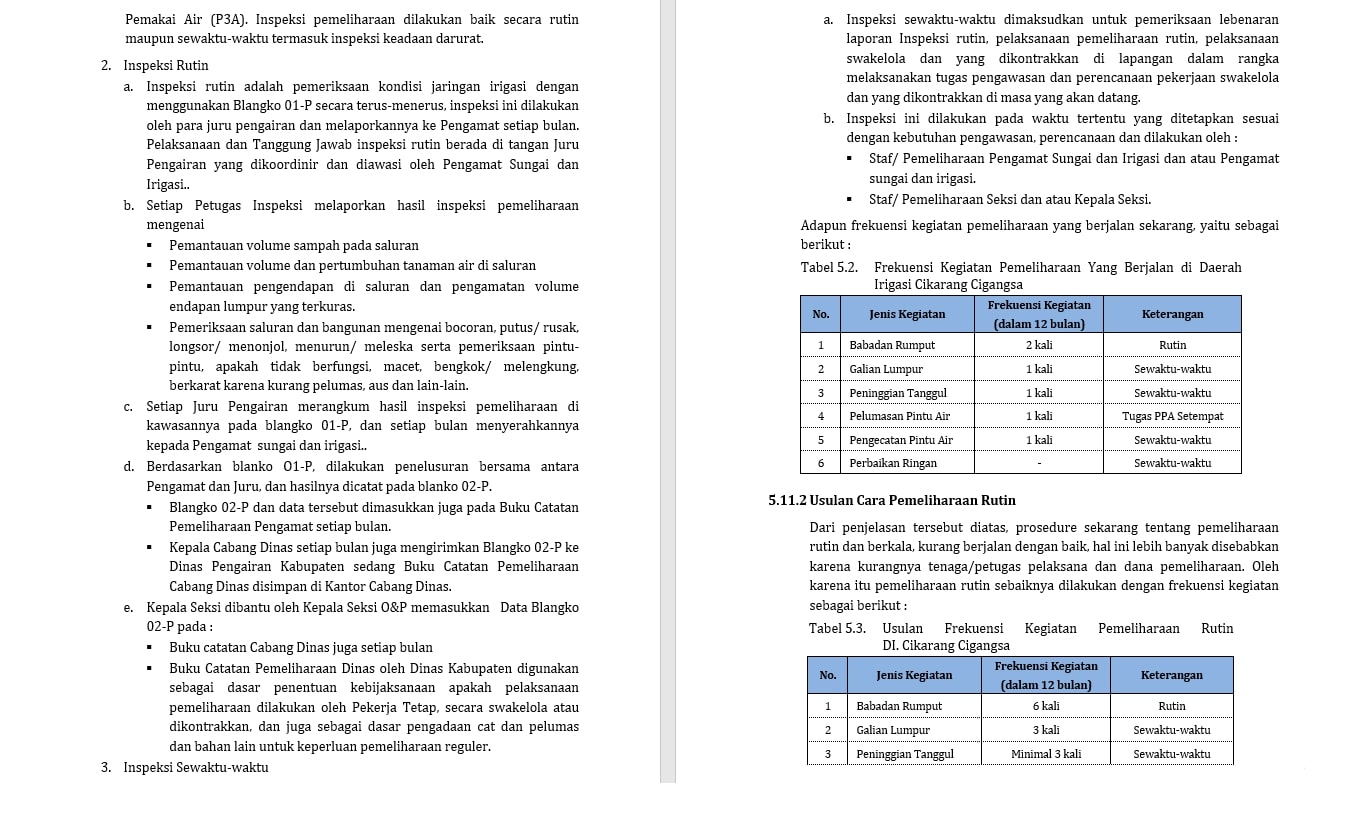 Pemakai Air (P3A). Inspeksi pemeliharaan dilakukan baik secara rutin
maupun sewaktu-waktu termasuk inspeksi keadaan darurat.
2. Inspeksi Rutin
a. Inspeksi rutin adalah pemeriksaan kondisi jaringan irigasi dengan
menggunakan Blangko 01-P secara terus-menerus, inspeksi ini dilakukan
oleh para juru pengairan dan melaporkannya ke Pengamat setiap bulan.
Pelaksanaan dan Tanggung Jawab inspeksi rutin berada di tangan Juru
Pengairan yang dikoordinir dan diawasi oleh Pengamat Sungai dan
Irigasi..
b. Setiap Petugas Inspeksi melaporkan hasil inspeksi pemeliharaan
mengenai
▪ Pemantauan volume sampah pada saluran
▪ Pemantauan volume dan pertumbuhan tanaman air di saluran
▪ Pemantauan pengendapan di saluran dan pengamatan volume
endapan lumpur yang terkuras.
▪ Pemeriksaan saluran dan bangunan mengenai bocoran, putus/ rusak,
longsor/ menonjol, menurun/ meleska serta pemeriksaan pintu-
pintu, apakah tidak berfungsi, macet, bengkok/ melengkung,
berkarat karena kurang pelumas, aus dan lain-lain.
c. Setiap Juru Pengairan merangkum hasil inspeksi pemeliharaan di
kawasannya pada blangko 01-P, dan setiap bulan menyerahkannya
kepada Pengamat sungai dan irigasi..
d. Berdasarkan blanko O1-P, dilakukan penelusuran bersama antara
Pengamat dan Juru, dan hasilnya dicatat pada blanko 02-P.
▪ Blangko 02-P dan data tersebut dimasukkan juga pada Buku Catatan
Pemeliharaan Pengamat setiap bulan.
▪ Kepala Cabang Dinas setiap bulan juga mengirimkan Blangko 02-P ke
Dinas Pengairan Kabupaten sedang Buku Catatan Pemeliharaan
Cabang Dinas disimpan di Kantor Cabang Dinas.
e. Kepala Seksi dibantu oleh Kepala Seksi O&P memasukkan Data Blangko
02-P pada :
▪ Buku catatan Cabang Dinas juga setiap bulan
▪ Buku Catatan Pemeliharaan Dinas oleh Dinas Kabupaten digunakan
sebagai dasar penentuan kebijaksanaan apakah pelaksanaan
pemeliharaan dilakukan oleh Pekerja Tetap, secara swakelola atau
dikontrakkan, dan juga sebagai dasar pengadaan cat dan pelumas
dan bahan lain untuk keperluan pemeliharaan reguler.
3. Inspeksi Sewaktu-waktu
a. Inspeksi sewaktu-waktu dimaksudkan untuk pemeriksaan lebenaran
laporan Inspeksi rutin, pelaksanaan pemeliharaan rutin, pelaksanaan
swakelola dan yang dikontrakkan di lapangan dalam rangka
melaksanakan tugas pengawasan dan perencanaan pekerjaan swakelola
dan yang dikontrakkan di masa yang akan datang.
b. Inspeksi ini dilakukan pada waktu tertentu yang ditetapkan sesuai
dengan kebutuhan pengawasan, perencanaan dan dilakukan oleh :
▪ Staf/ Pemeliharaan Pengamat Sungai dan Irigasi dan atau Pengamat
sungai dan irigasi.
▪ Staf/ Pemeliharaan Seksi dan atau Kepala Seksi.
Adapun frekuensi kegiatan pemeliharaan yang berjalan sekarang, yaitu sebagai
berikut :
Tabel 5.2. Frekuensi Kegiatan Pemeliharaan Yang Berjalan di Daerah
Irigasi Cikarang Cigangsa
No. Jenis Kegiatan Frekuensi Kegiatan (dalam 12 bulan) Keterangan
1 Babadan Rumput 2 kali Rutin
2 Galian Lumpur 1 kali Sewaktu-waktu
3 Peninggian Tanggul 1 kali Sewaktu-waktu
4 Pelumasan Pintu Air 1 kali Tugas PPA Setempat
5 Pengecatan Pintu Air 1 kali Sewaktu-waktu
6 Perbaikan Ringan - Sewaktu-waktu
5.11.2 Usulan Cara Pemeliharaan Rutin
Dari penjelasan tersebut diatas, prosedure sekarang tentang pemeliharaan
rutin dan berkala, kurang berjalan dengan baik, hal ini lebih banyak disebabkan
karena kurangnya tenaga/petugas pelaksana dan dana pemeliharaan. Oleh
karena itu pemeliharaan rutin sebaiknya dilakukan dengan frekuensi kegiatan
sebagai berikut :
Tabel 5.3. Usulan Frekuensi Kegiatan Pemeliharaan Rutin
DI. Cikarang Cigangsa
No. Jenis Kegiatan Frekuensi Kegiatan (dalam 12 bulan) Keterangan
1 Babadan Rumput 6 kali Rutin
2 Galian Lumpur 3 kali Sewaktu-waktu
3 Peninggian Tanggul Minimal 3 kali Sewaktu-waktu